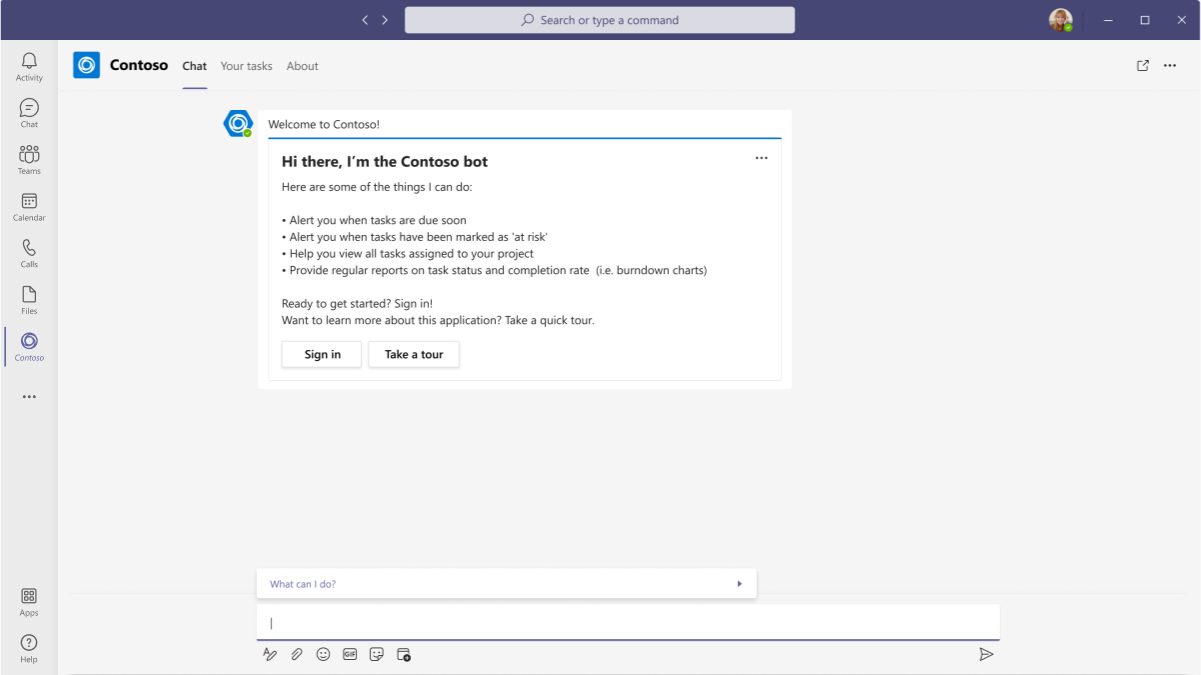 Search or type a command
Activity
Chat
Teams
Calendar
Calls
Files
Contoso
Apps
Help
Contoso Chat Your tasks About
Welcome to Contoso!
Hi there, I’m the Contoso bot
Here are some of the things I can do:
• Alert you when tasks are due soon
• Alert you when tasks have been marked as 'at risk'
• Help you view all tasks assigned to your project
• Provide regular reports on task status and completion rate (i.e. burndown charts)
Ready to get started? Sign in!
Want to learn more about this application? Take a quick tour.
Sign in Take a tour
What can I do?
GIF